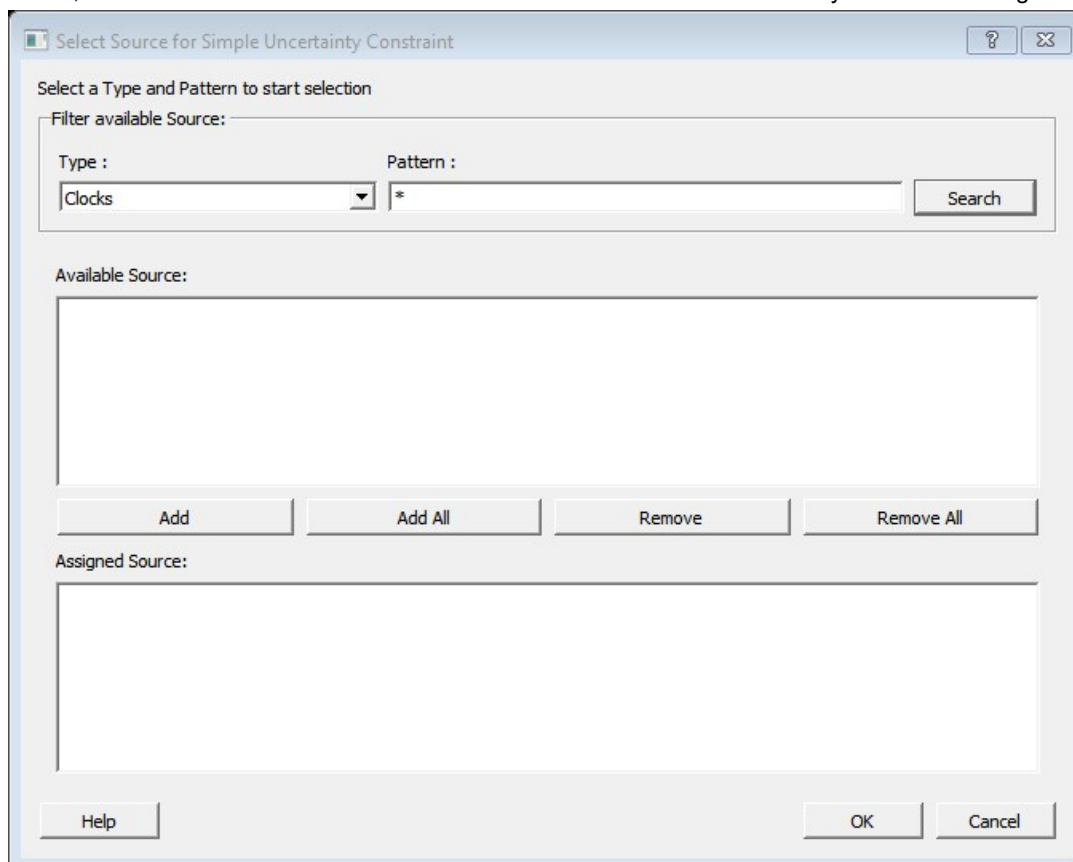 Select Source for Simple Uncertainty Constraint
Select a Type and Pattern to start selection
Filter available Source:
Type : Pattern :
Clocks * Search
Available Source:
Add Add All Remove Remove All
Assigned Source:
Help OK Cancel